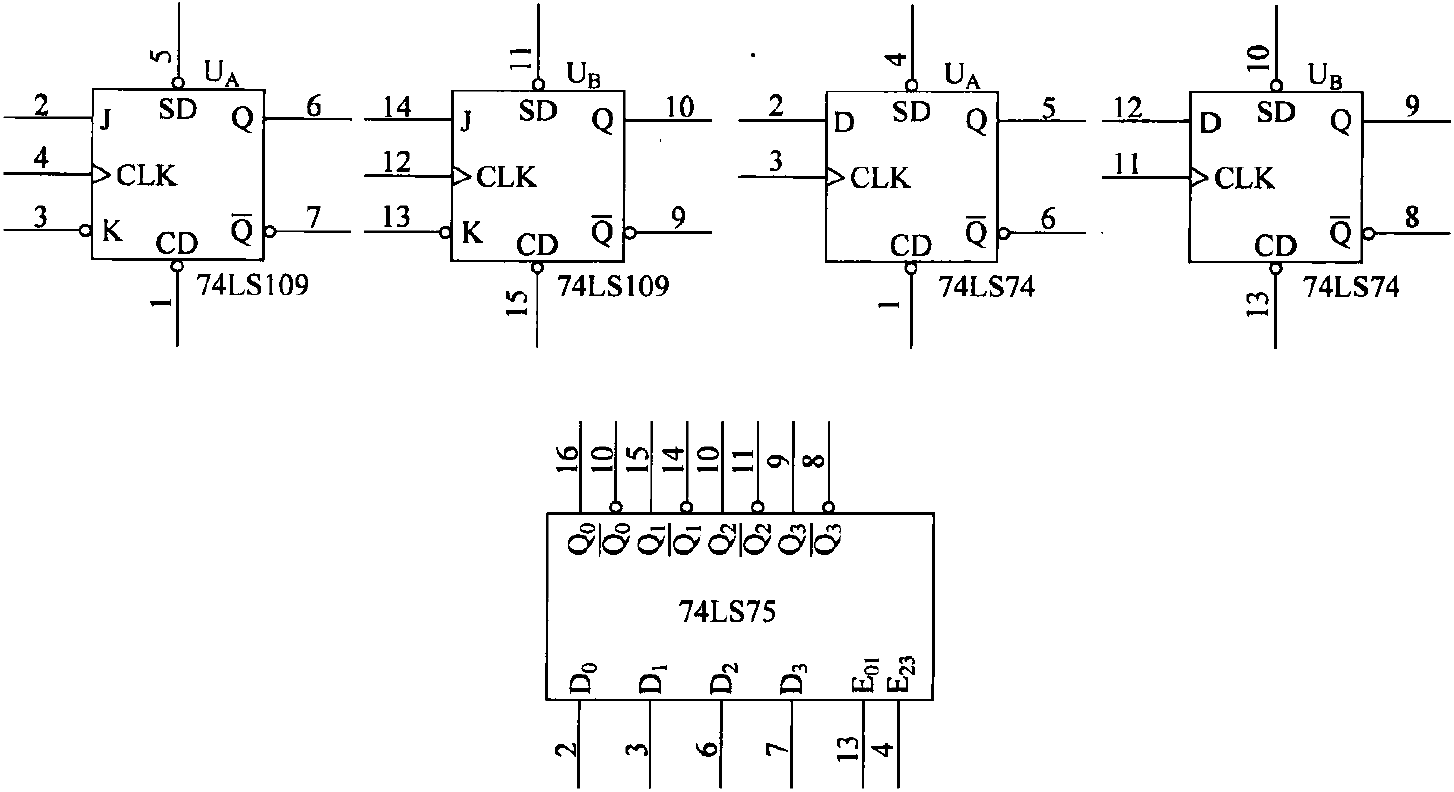 5 U_A
2 J SD Q 6
4 CLK
3 K CD Q̅ 7
1 74LS109
11 U_B
14 J SD Q 10
12 CLK
13 K CD Q̅ 9
15 74LS109
4 U_A
2 D SD Q 5
3 CLK
CD Q̅ 6
1 74LS74
10 U_B
12 D SD Q 9
11 CLK
CD Q̅ 8
13 74LS74
16 10 15 14 10 11 9 8
Q₀ Q̅₀ Q₁ Q̅₁ Q₂ Q̅₂ Q₃ Q̅₃
74LS75
D₀ D₁ D₂ D₃ E₀₁ E₂₃
2 3 6 7 13 4